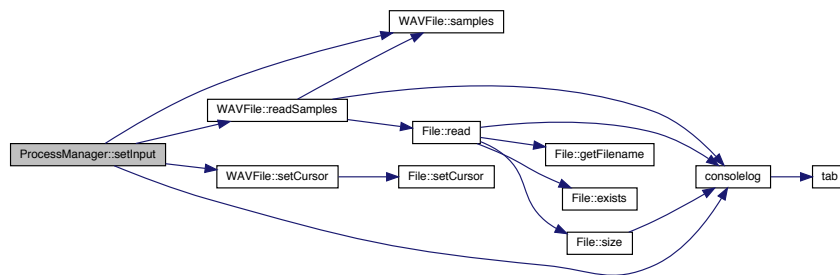 WAVFile::samples
WAVFile::readSamples
File::read
ProcessManager::setInput
File::getFilename
WAVFile::setCursor
File::setCursor
consolelog
tab
File::exists
File::size